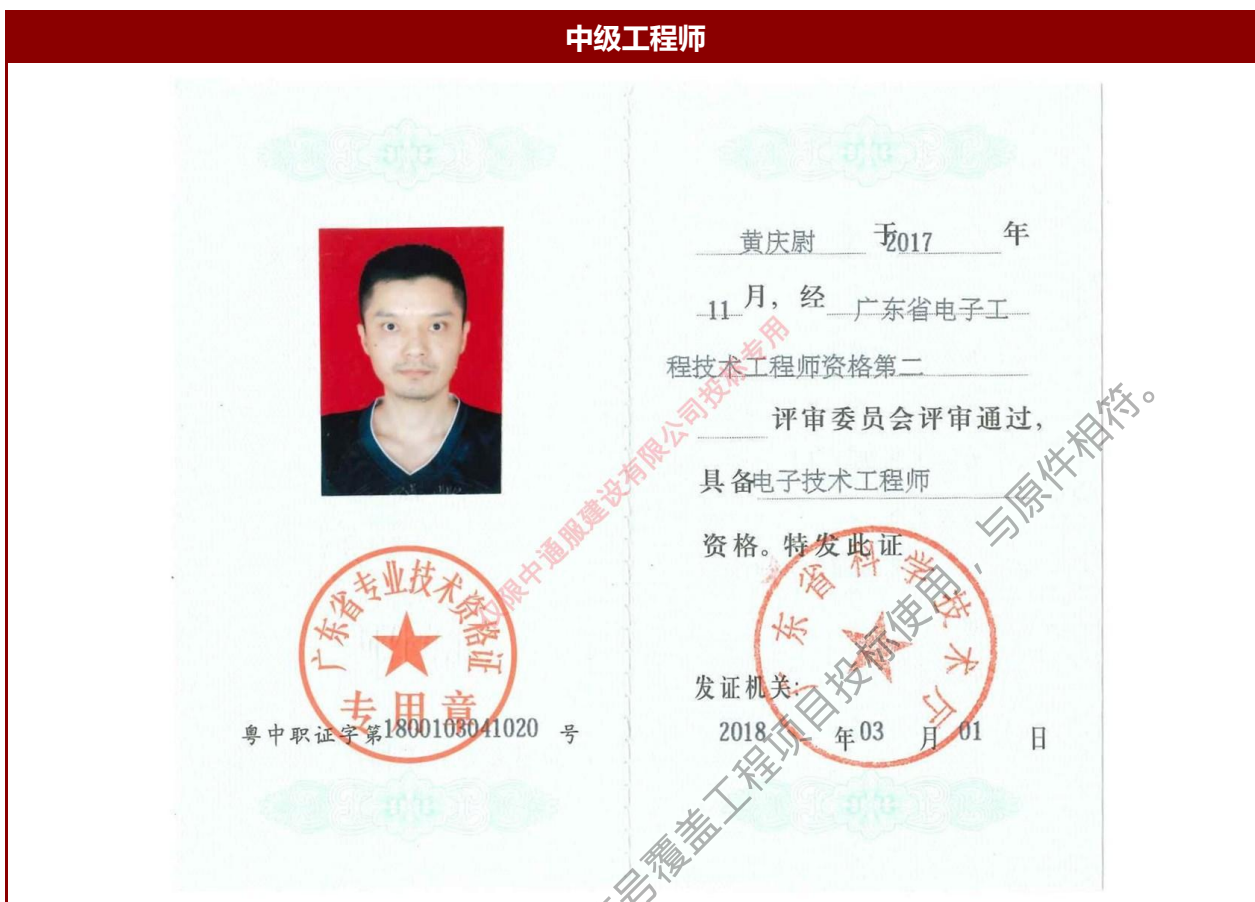 中级工程师
黄庆尉 于2017 年
11 月，经 广东省电子工
程技术工程师资格第二
评审委员会评审通过，
具备电子技术工程师
资格。特发此证
发证机关：
2018 年 03 月 01 日
广东省科学技术厅
广东省专业技术资格证
专用章
粤中职证字第1800103041020 号
仅限中通服建设有限公司投标专用
号覆盖工程项目投标使用，与原件相符。